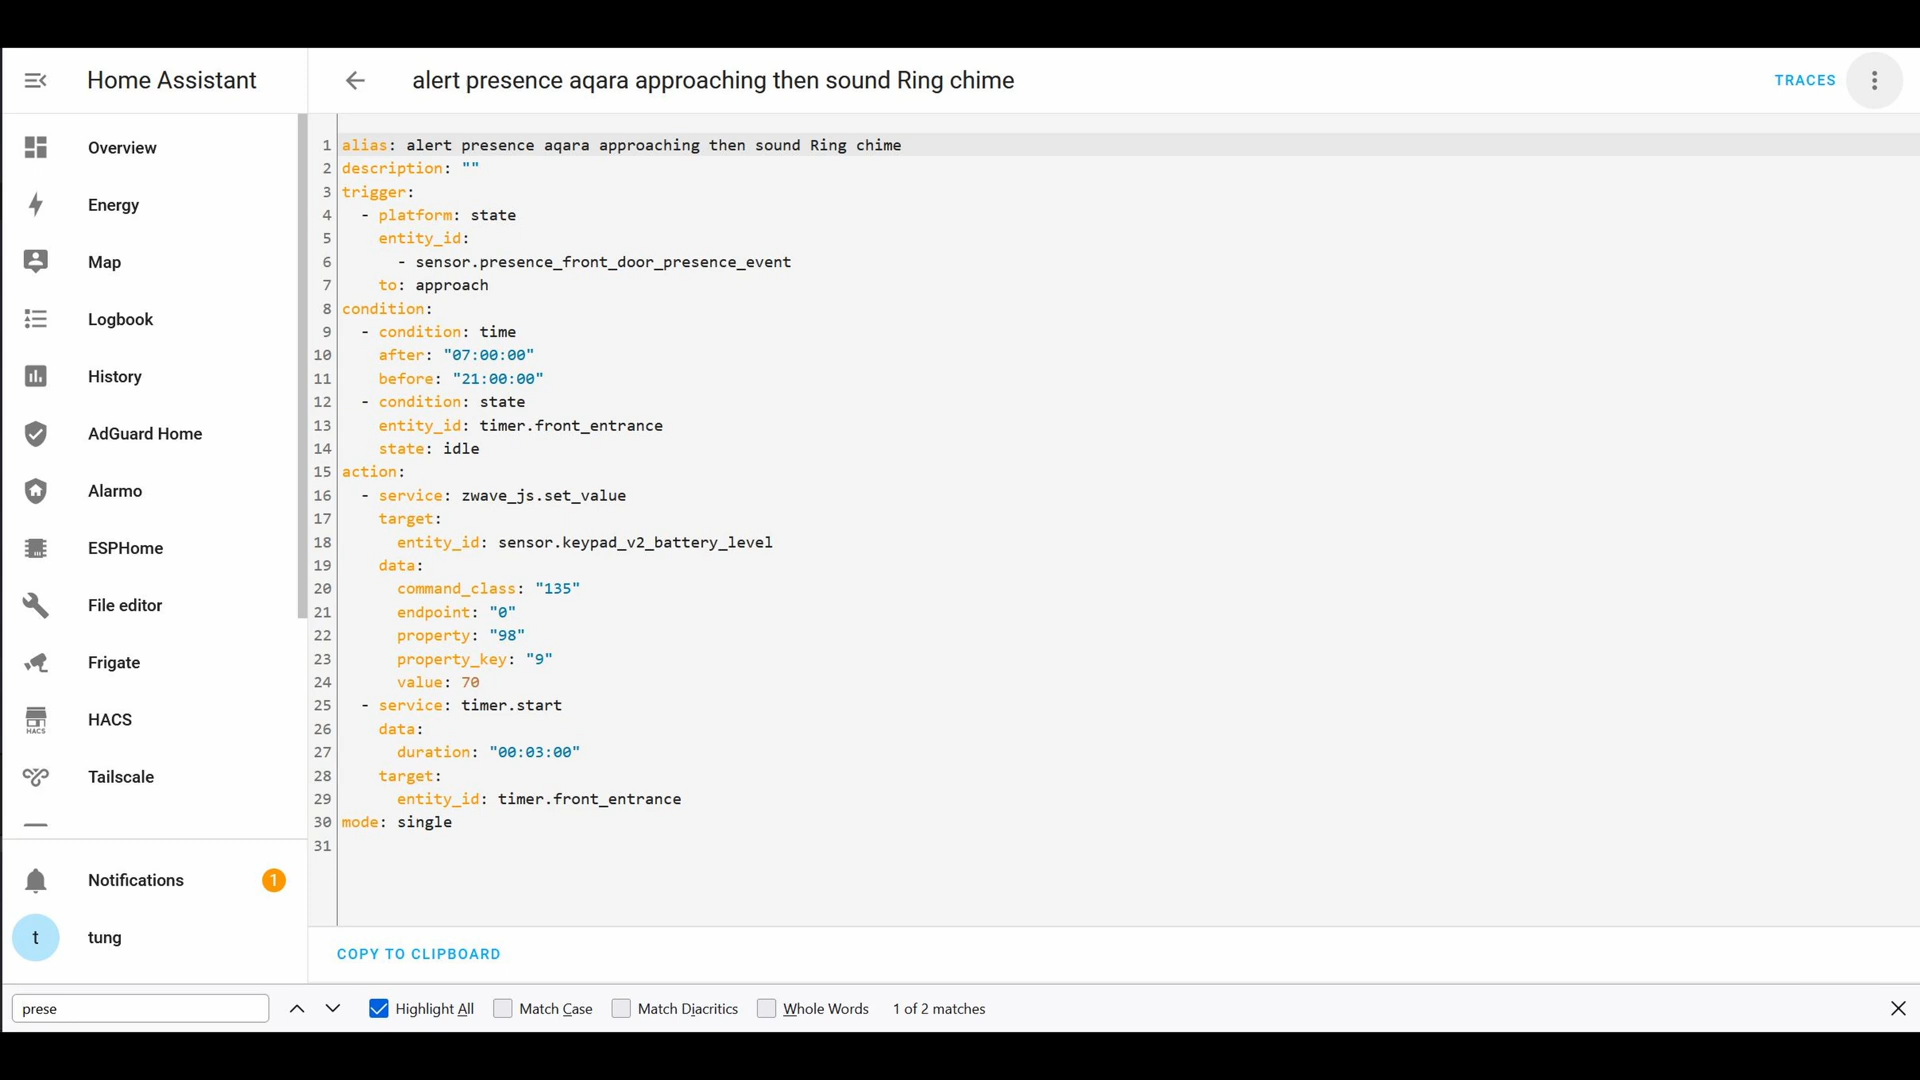 Home Assistant
alert presence aqara approaching then sound Ring chime
TRACES
Overview
Energy
Map
Logbook
History
AdGuard Home
Alarmo
ESPHome
File editor
Frigate
HACS
HACS
Tailscale
Notifications
1
t
tung
1 alias: alert presence aqara approaching then sound Ring chime
2 description: ""
3 trigger:
4   - platform: state
5     entity_id:
6       - sensor.presence_front_door_presence_event
7     to: approach
8 condition:
9   - condition: time
10     after: "07:00:00"
11     before: "21:00:00"
12   - condition: state
13     entity_id: timer.front_entrance
14     state: idle
15 action:
16   - service: zwave_js.set_value
17     target:
18       entity_id: sensor.keypad_v2_battery_level
19     data:
20       command_class: "135"
21       endpoint: "0"
22       property: "98"
23       property_key: "9"
24       value: 70
25   - service: timer.start
26     data:
27       duration: "00:03:00"
28     target:
29       entity_id: timer.front_entrance
30 mode: single
31
COPY TO CLIPBOARD
prese
Highlight All
Match Case
Match Diacritics
Whole Words
1 of 2 matches